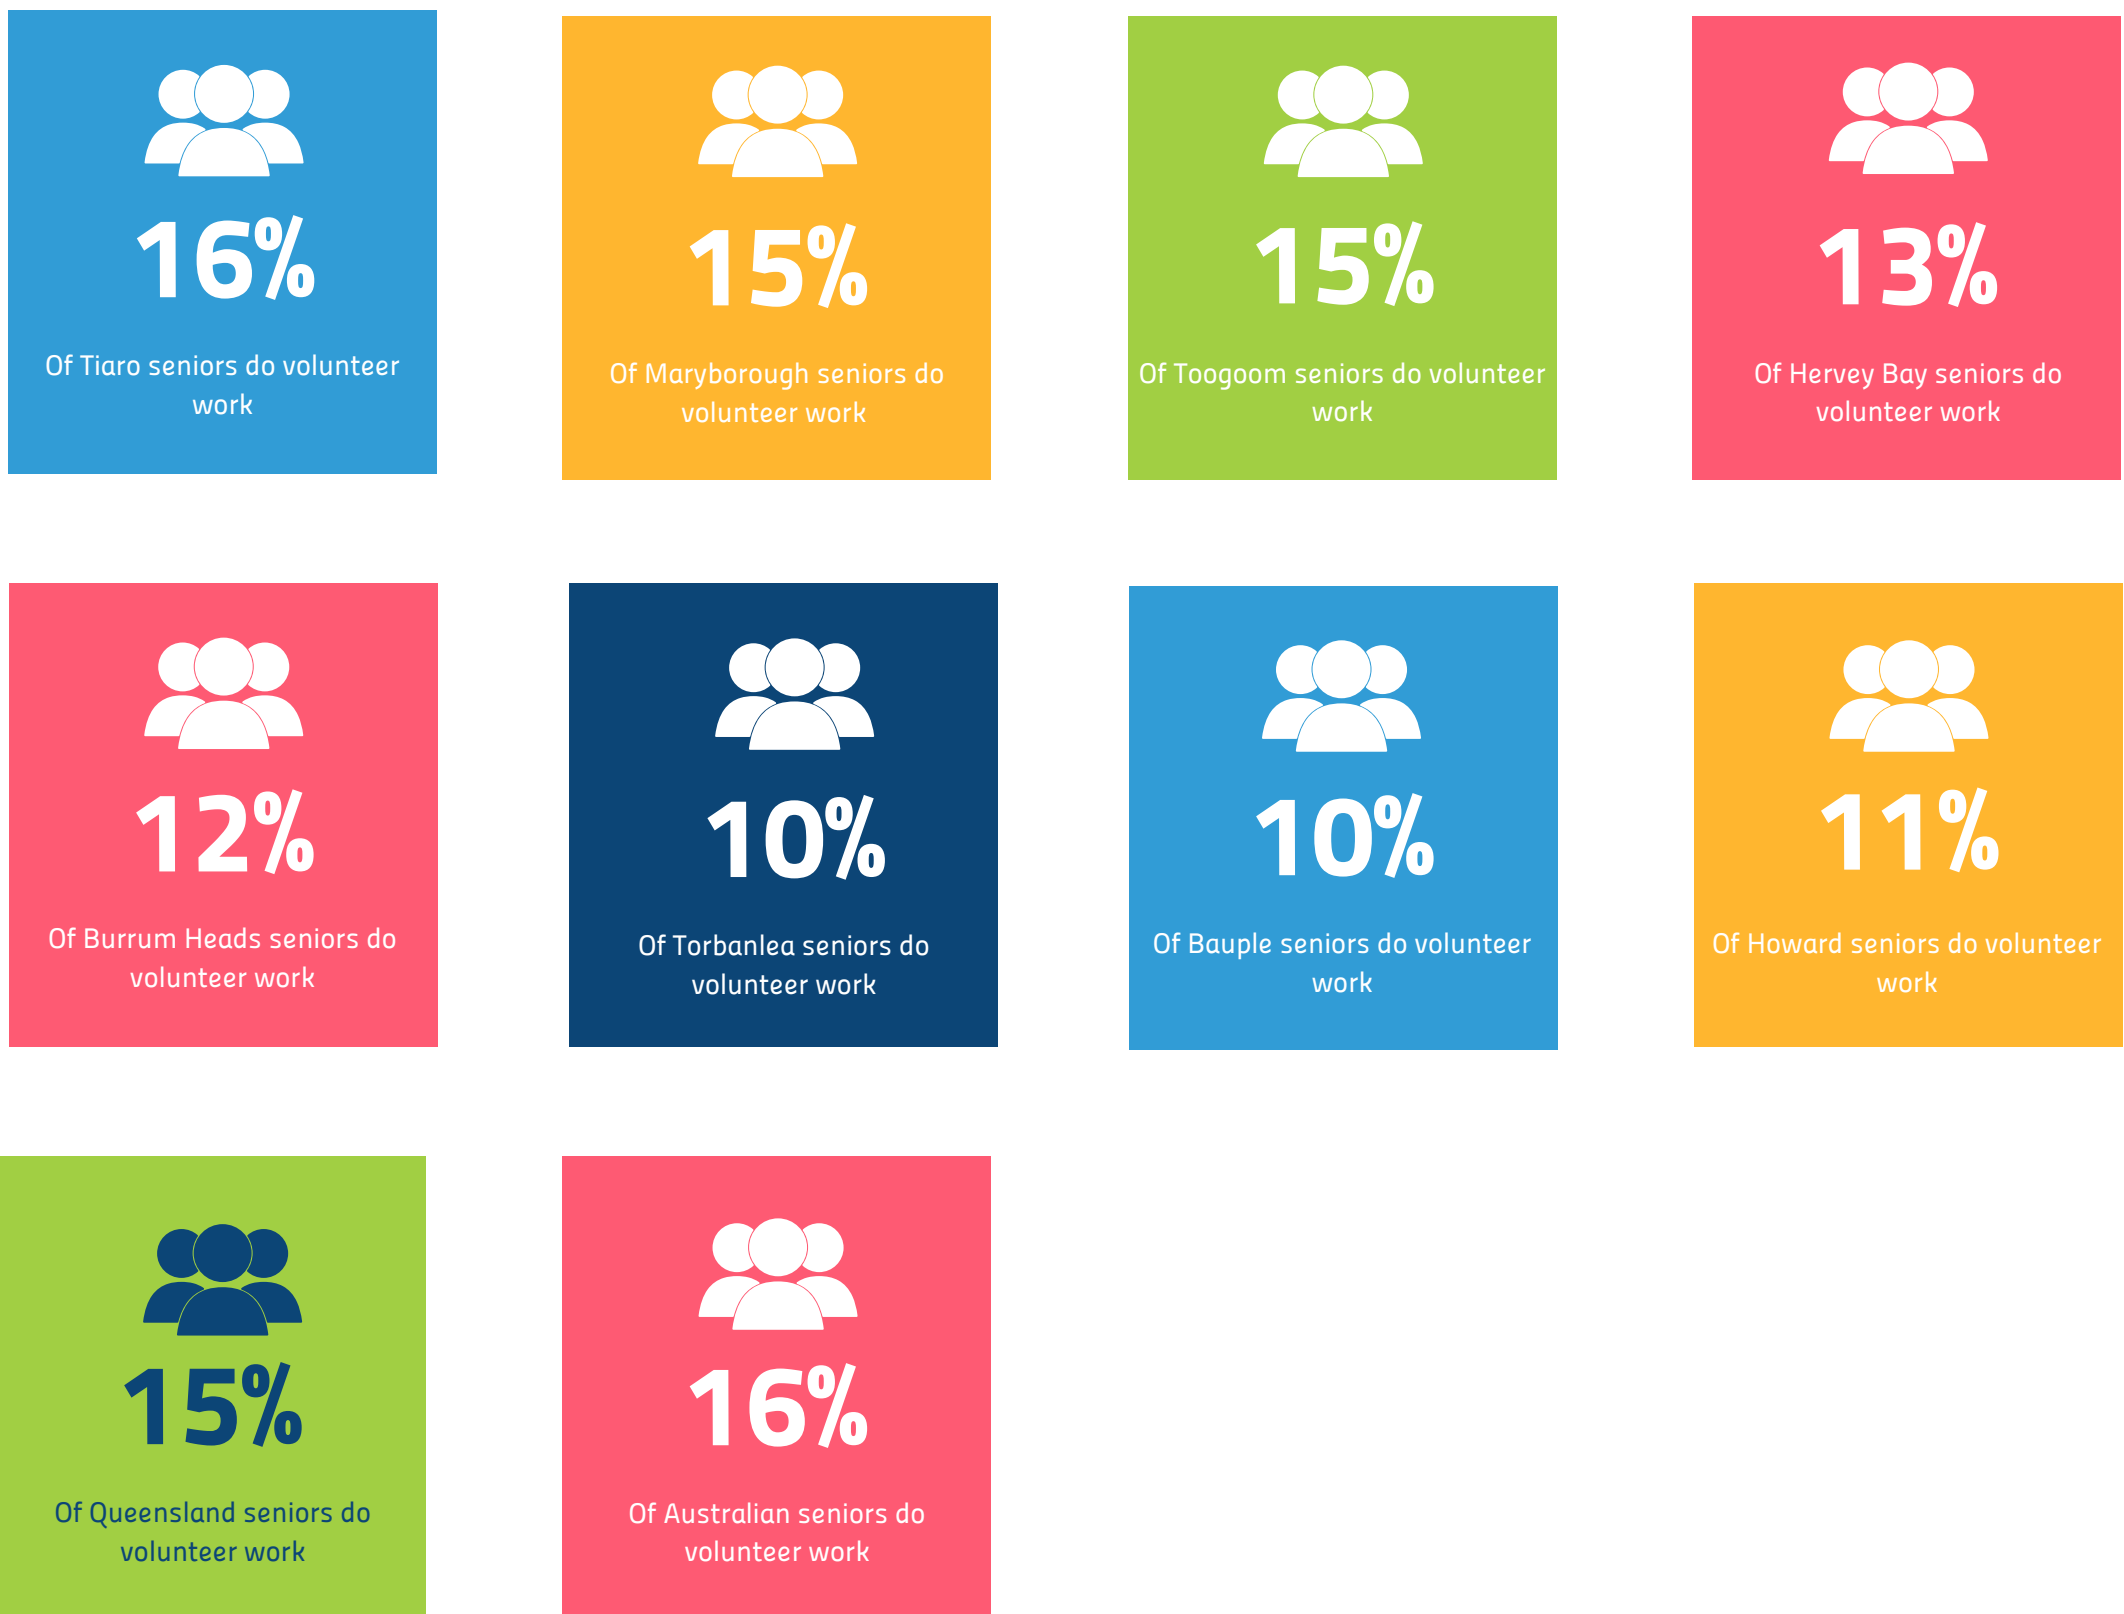 16%
Of Tiaro seniors do volunteer
work
15%
Of Maryborough seniors do
volunteer work
15%
Of Toogoom seniors do volunteer
work
13%
Of Hervey Bay seniors do
volunteer work
12%
Of Burrum Heads seniors do
volunteer work
10%
Of Torbanlea seniors do
volunteer work
10%
Of Bauple seniors do volunteer
work
11%
Of Howard seniors do volunteer
work
15%
Of Queensland seniors do
volunteer work
16%
Of Australian seniors do
volunteer work